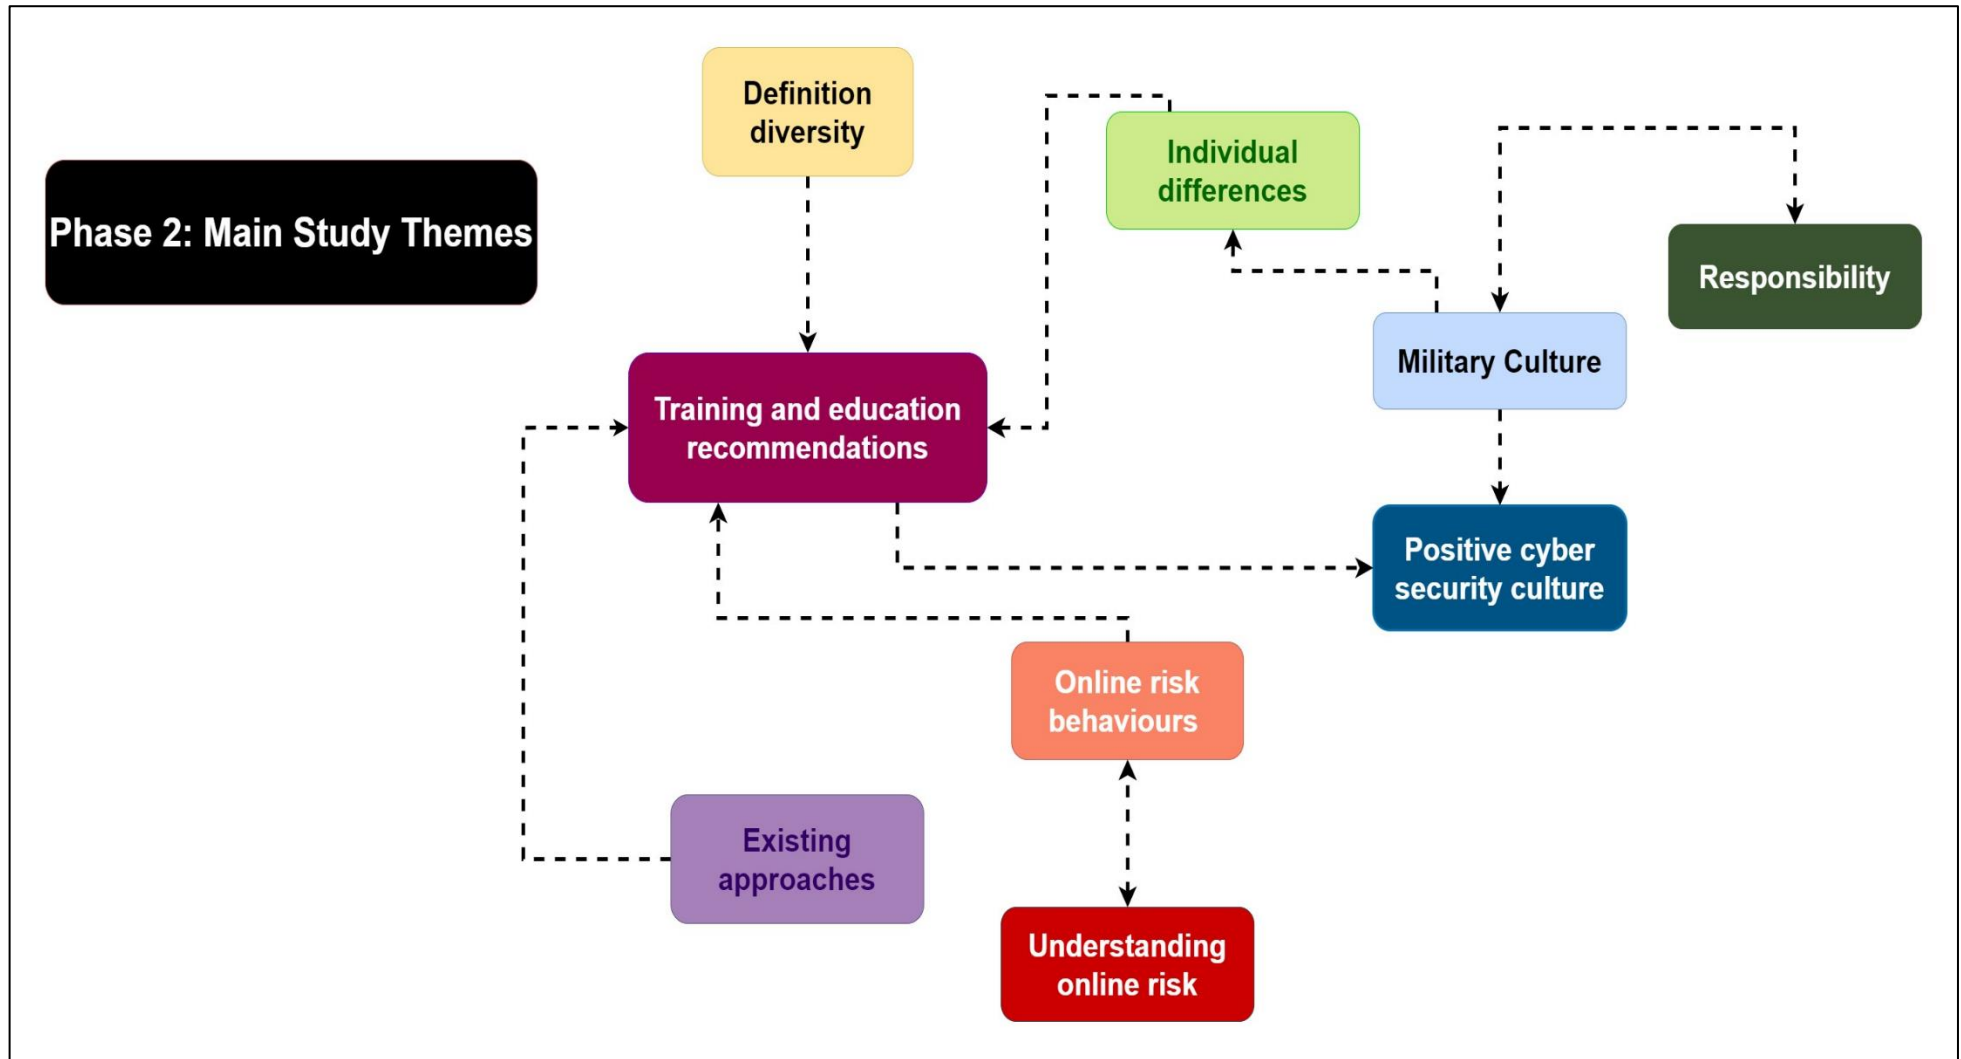 Phase 2: Main Study Themes
Definition
diversity
Individual
differences
Responsibility
Military Culture
Training and education
recommendations
Positive cyber
security culture
Online risk
behaviours
Existing
approaches
Understanding
online risk